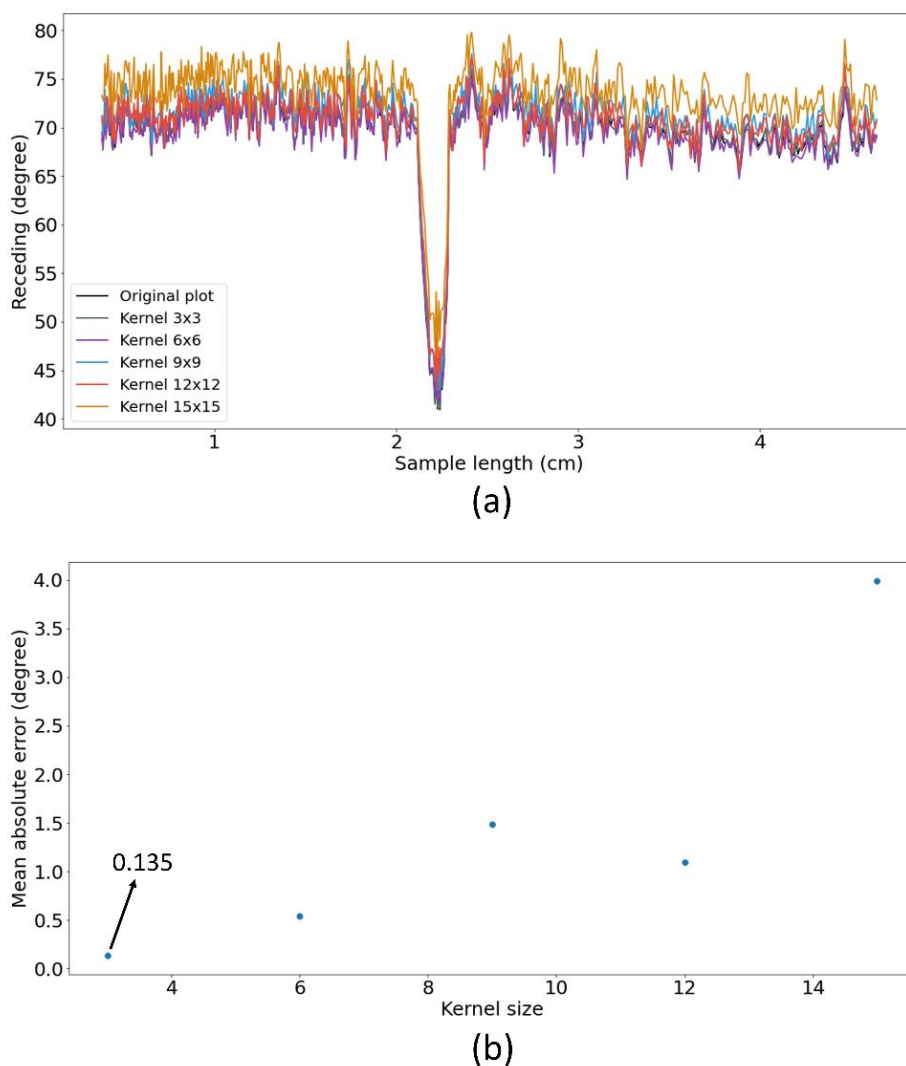 80
75
70
65
60
55
50
45
40
Receding (degree)
Original plot
Kernel 3x3
Kernel 6x6
Kernel 9x9
Kernel 12x12
Kernel 15x15
1 2 3 4
Sample length (cm)
(a)
4.0
3.5
3.0
2.5
2.0
1.5
1.0
0.5
0.0
Mean absolute error (degree)
0.135
4 6 8 10 12 14
Kernel size
(b)